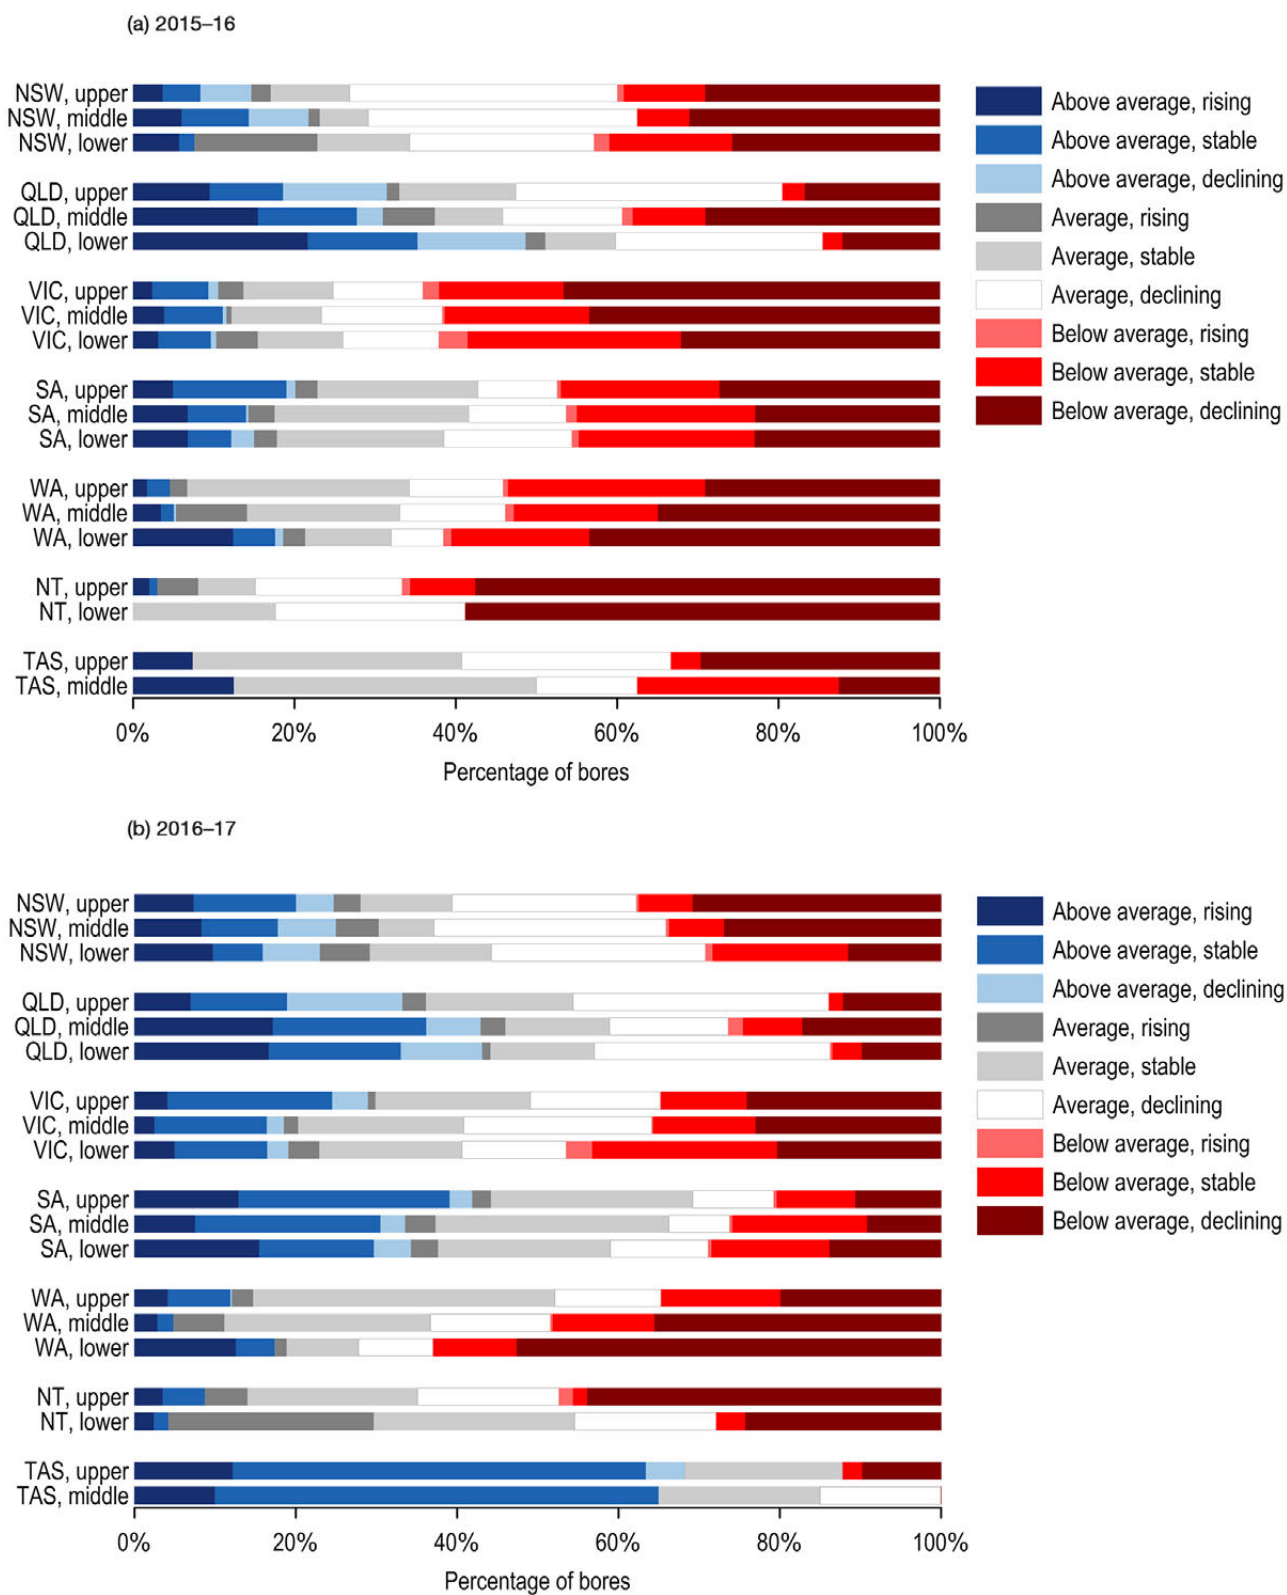 (a) 2015–16
NSW, upper
NSW, middle
NSW, lower
QLD, upper
QLD, middle
QLD, lower
VIC, upper
VIC, middle
VIC, lower
SA, upper
SA, middle
SA, lower
WA, upper
WA, middle
WA, lower
NT, upper
NT, lower
TAS, upper
TAS, middle
0% 20% 40% 60% 80% 100%
Percentage of bores
Above average, rising
Above average, stable
Above average, declining
Average, rising
Average, stable
Average, declining
Below average, rising
Below average, stable
Below average, declining
(b) 2016–17
NSW, upper
NSW, middle
NSW, lower
QLD, upper
QLD, middle
QLD, lower
VIC, upper
VIC, middle
VIC, lower
SA, upper
SA, middle
SA, lower
WA, upper
WA, middle
WA, lower
NT, upper
NT, lower
TAS, upper
TAS, middle
0% 20% 40% 60% 80% 100%
Percentage of bores
Above average, rising
Above average, stable
Above average, declining
Average, rising
Average, stable
Average, declining
Below average, rising
Below average, stable
Below average, declining